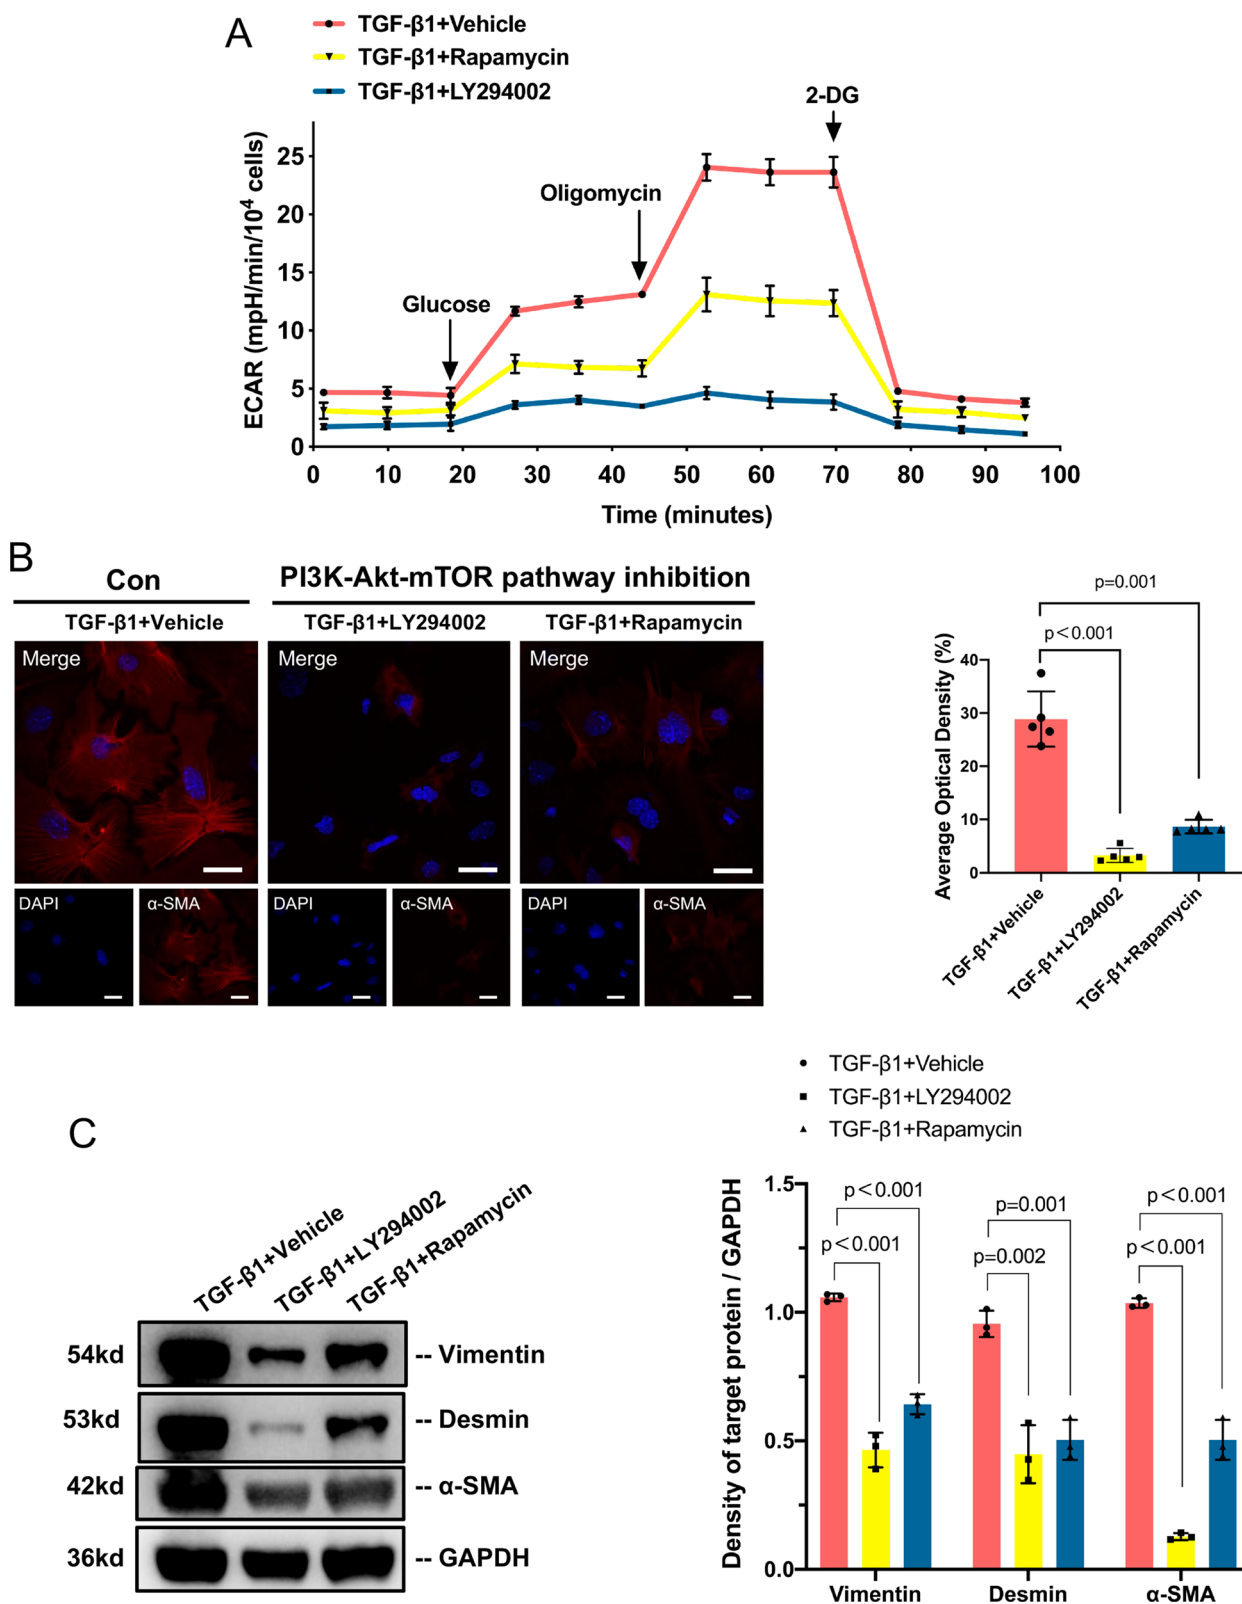 A
TGF-β1+Vehicle
TGF-β1+Rapamycin
TGF-β1+LY294002
2-DG
Oligomycin
Glucose
ECAR (mpH/min/10⁴ cells)
25
20
15
10
5
0
0 10 20 30 40 50 60 70 80 90 100
Time (minutes)
B
Con
PI3K-Akt-mTOR pathway inhibition
TGF-β1+Vehicle
TGF-β1+LY294002
TGF-β1+Rapamycin
Merge
Merge
Merge
DAPI
α-SMA
DAPI
α-SMA
DAPI
α-SMA
p=0.001
p<0.001
Average Optical Density (%)
40
30
20
10
0
TGF-β1+Vehicle
TGF-β1+LY294002
TGF-β1+Rapamycin
C
TGF-β1+Vehicle
TGF-β1+LY294002
TGF-β1+Rapamycin
54kd -- Vimentin
53kd -- Desmin
42kd -- α-SMA
36kd -- GAPDH
TGF-β1+Vehicle
TGF-β1+LY294002
TGF-β1+Rapamycin
Density of target protein / GAPDH
1.5
1.0
0.5
0.0
p<0.001
p<0.001
p=0.001
p=0.002
p<0.001
p<0.001
Vimentin
Desmin
α-SMA